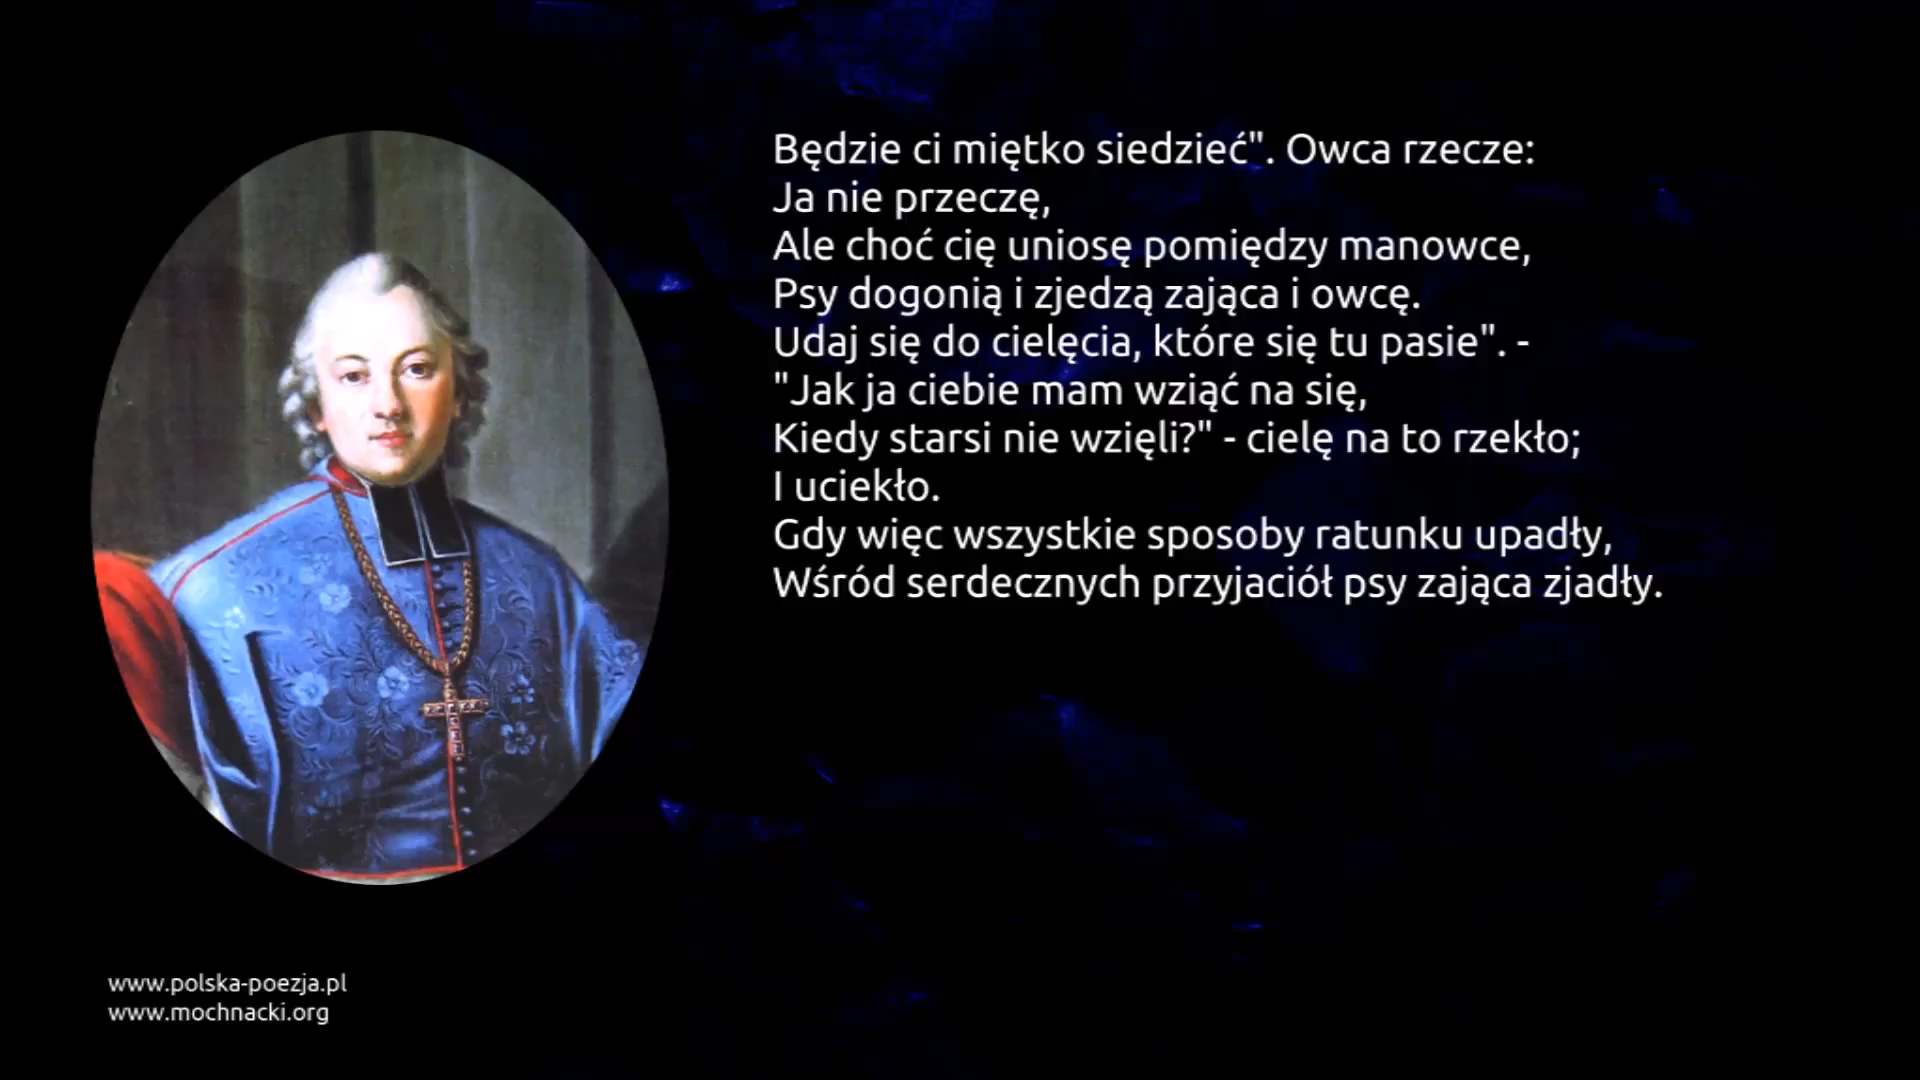 Będzie ci miętko siedzieć". Owca rzecze:
Ja nie przeczę,
Ale choć cię uniosę pomiędzy manowce,
Psy dogonią i zjedzą zająca i owcę.
Udaj się do cielęcia, które się tu pasie". -
"Jak ja ciebie mam wziąć na się,
Kiedy starsi nie wzięli?" - cielę na to rzekło;
I uciekło.
Gdy więc wszystkie sposoby ratunku upadły,
Wśród serdecznych przyjaciół psy zająca zjadły.
www.polska-poezja.pl
www.mochnacki.org